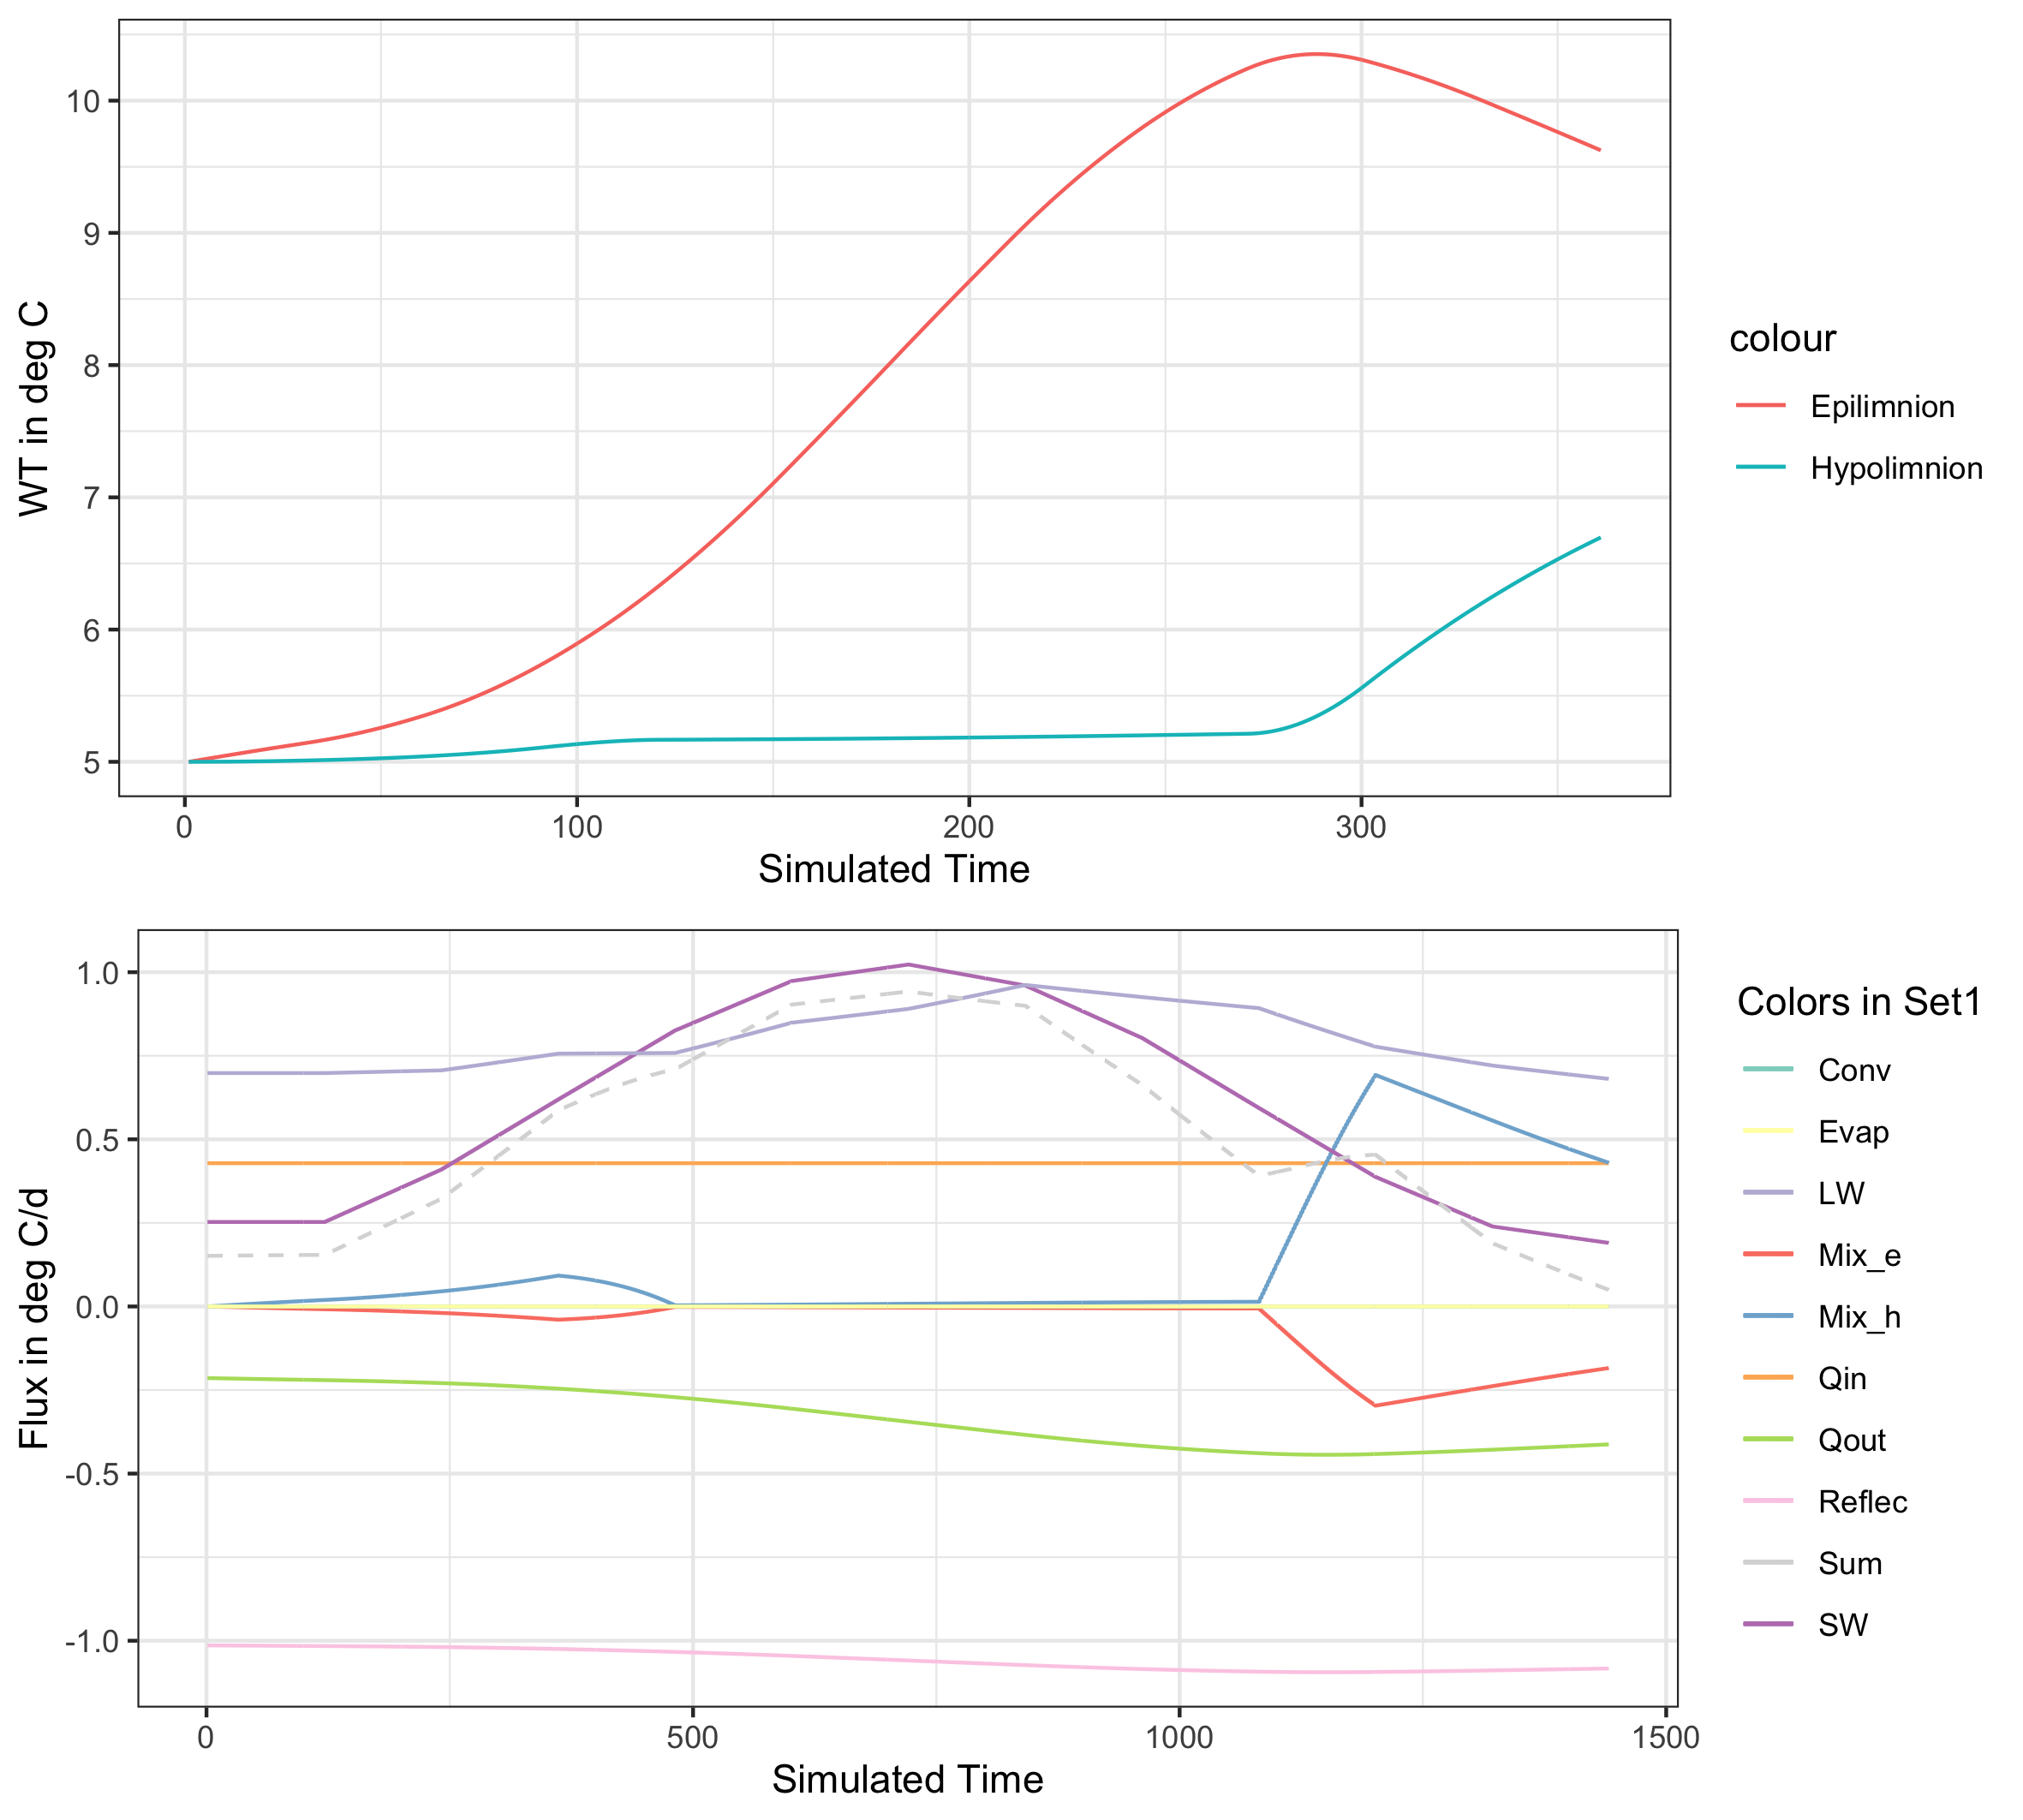 10
9
8
7
6
5
WT in deg C
0 100 200 300
Simulated Time
colour
Epilimnion
Hypolimnion
1.0
0.5
0.0
-0.5
-1.0
Flux in deg C/d
0 500 1000 1500
Simulated Time
Colors in Set1
Conv
Evap
LW
Mix_e
Mix_h
Qin
Qout
Reflec
Sum
SW